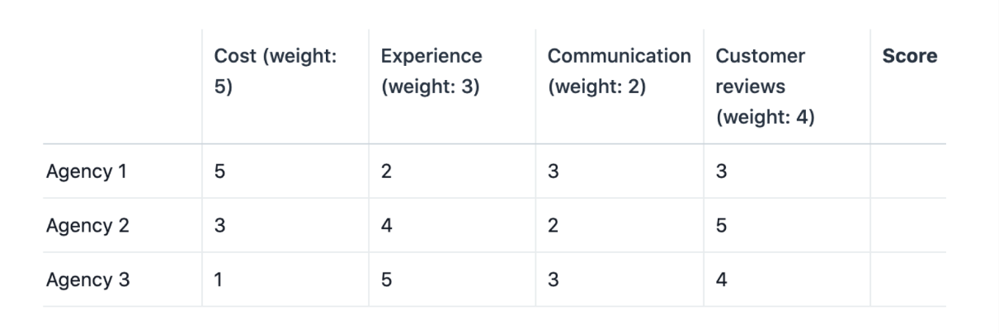 Cost (weight: 5) Experience (weight: 3) Communication (weight: 2) Customer reviews (weight: 4) Score
Agency 1 5 2 3 3
Agency 2 3 4 2 5
Agency 3 1 5 3 4